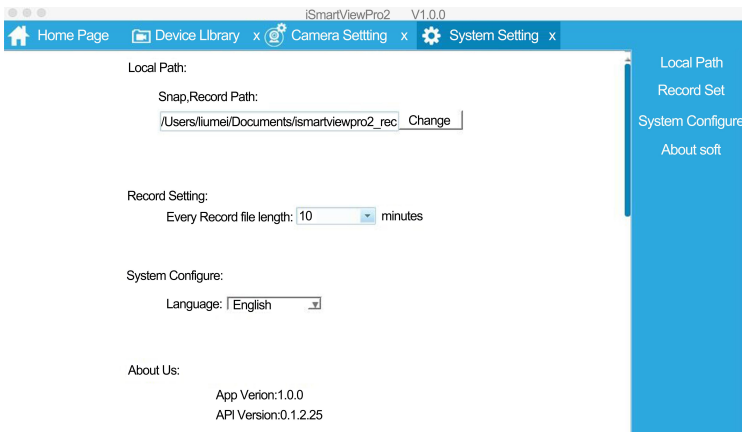 iSmartViewPro2 V1.0.0
Home Page Device LIbrary x Camera Settting x System Setting x
Local Path:
Snap,Record Path:
/Users/liumei/Documents/ismartviewpro2_rec Change
Record Setting:
Every Record file length: 10 minutes
System Configure:
Language: English
About Us:
App Verion:1.0.0
API Version:0.1.2.25
Local Path
Record Set
System Configure
About soft